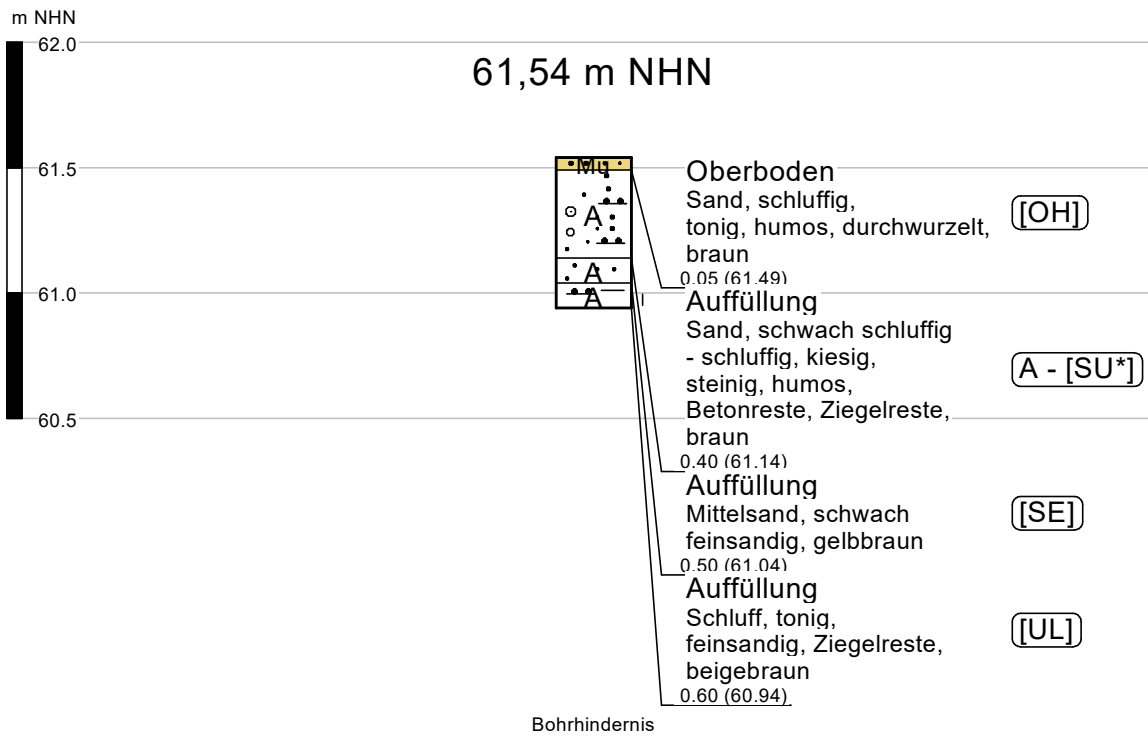 m NHN
62.0
61,54 m NHN
61.5
61.0
60.5
Mu
A
A
A
Oberboden
Sand, schluffig,
tonig, humos, durchwurzelt,
braun
0.05 (61.49)
[OH]
Auffüllung
Sand, schwach schluffig
- schluffig, kiesig,
steinig, humos,
Betonreste, Ziegelreste,
braun
0.40 (61.14)
A - [SU*]
Auffüllung
Mittelsand, schwach
feinsandig, gelbbraun
0.50 (61.04)
[SE]
Auffüllung
Schluff, tonig,
feinsandig, Ziegelreste,
beigebraun
0.60 (60.94)
[UL]
Bohrhindernis